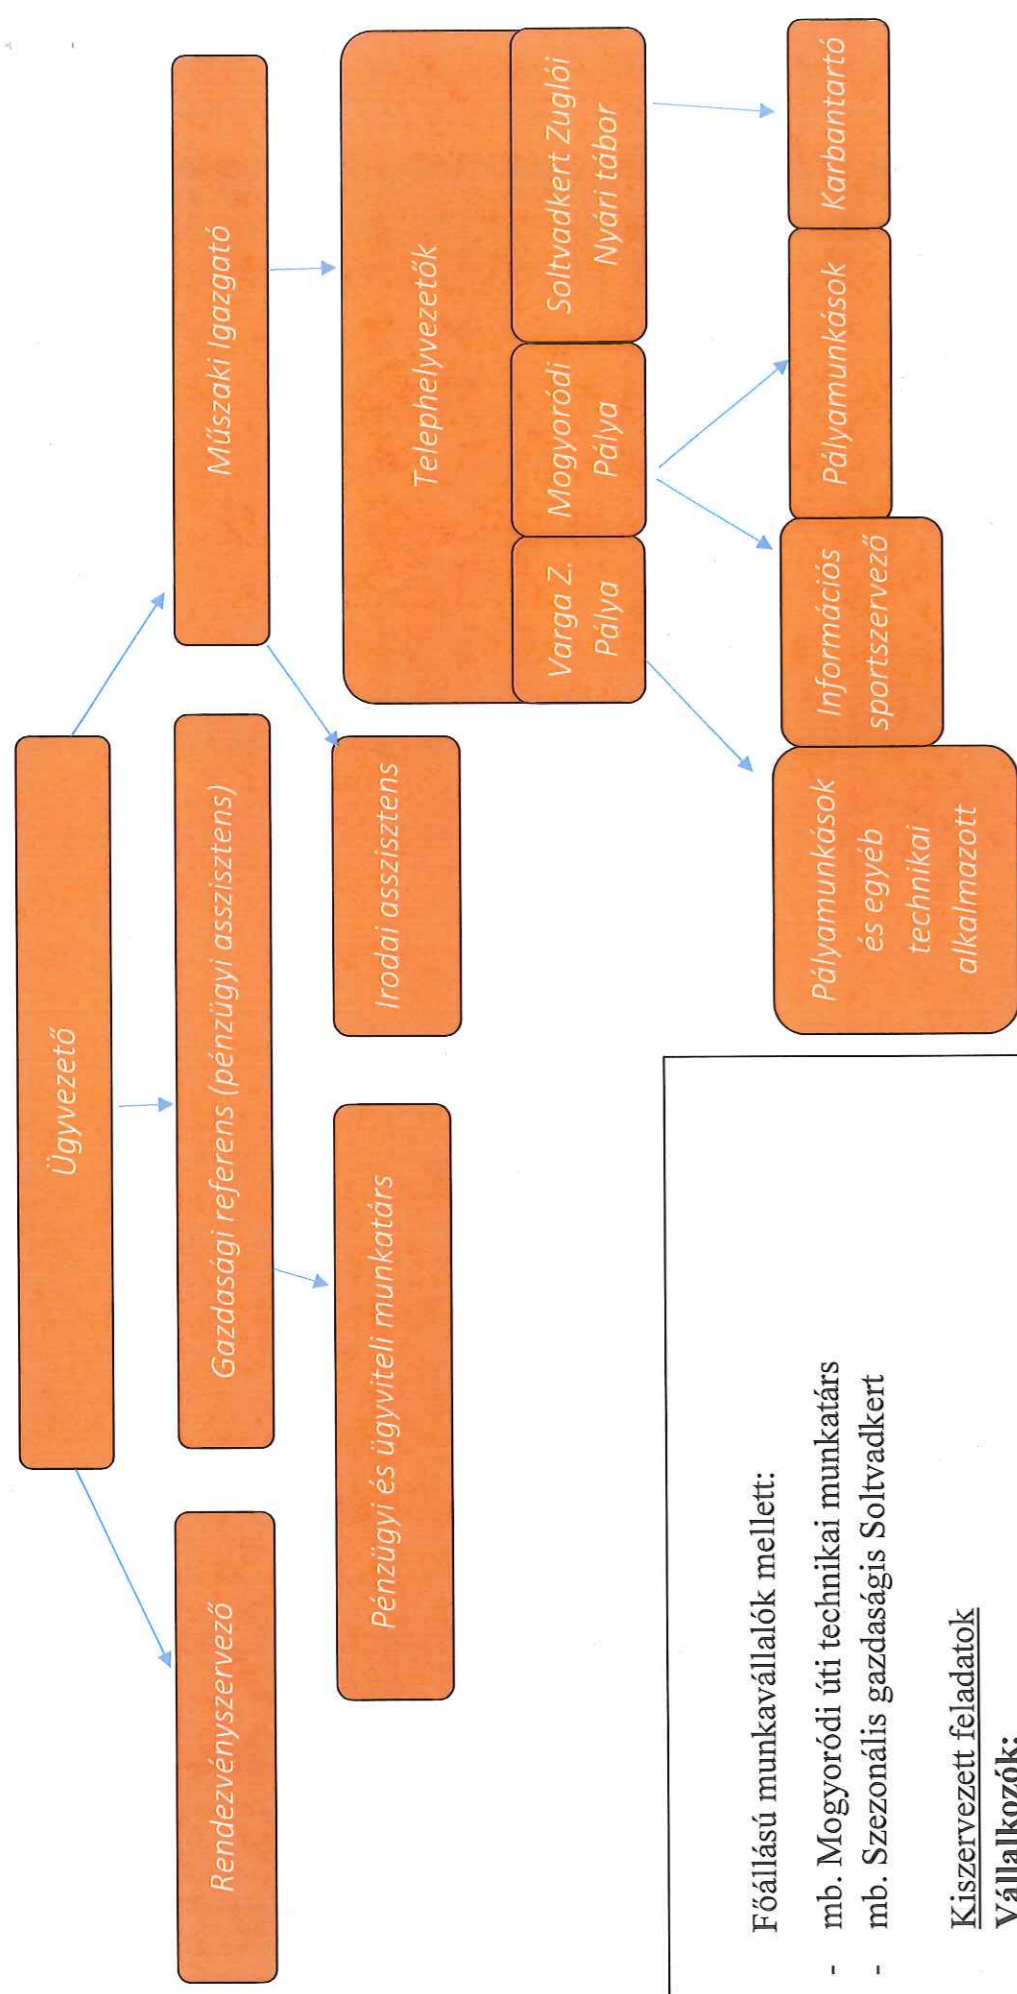 Ügyvezető
Rendezvényszervező
Gazdasági referens (pénzügyi asszisztens)
Műszaki Igazgató
Pénzügyi és ügyviteli munkatárs
Irodai asszisztens
Telephelyvezetők
Varga Z.
Pálya
Mogyoródi
Pálya
Soltvadkert Zuglói
Nyári tábor
Pályamunkások
és egyéb
technikai
alkalmazott
Információs
sportszervező
Pályamunkások
Karbantartó
Főállású munkavállalók mellett:
- mb. Mogyoródi úti technikai munkatárs
- mb. Szezonális gazdaságis Soltvadkert
Kiszervezett feladatok
Vállalkozók: